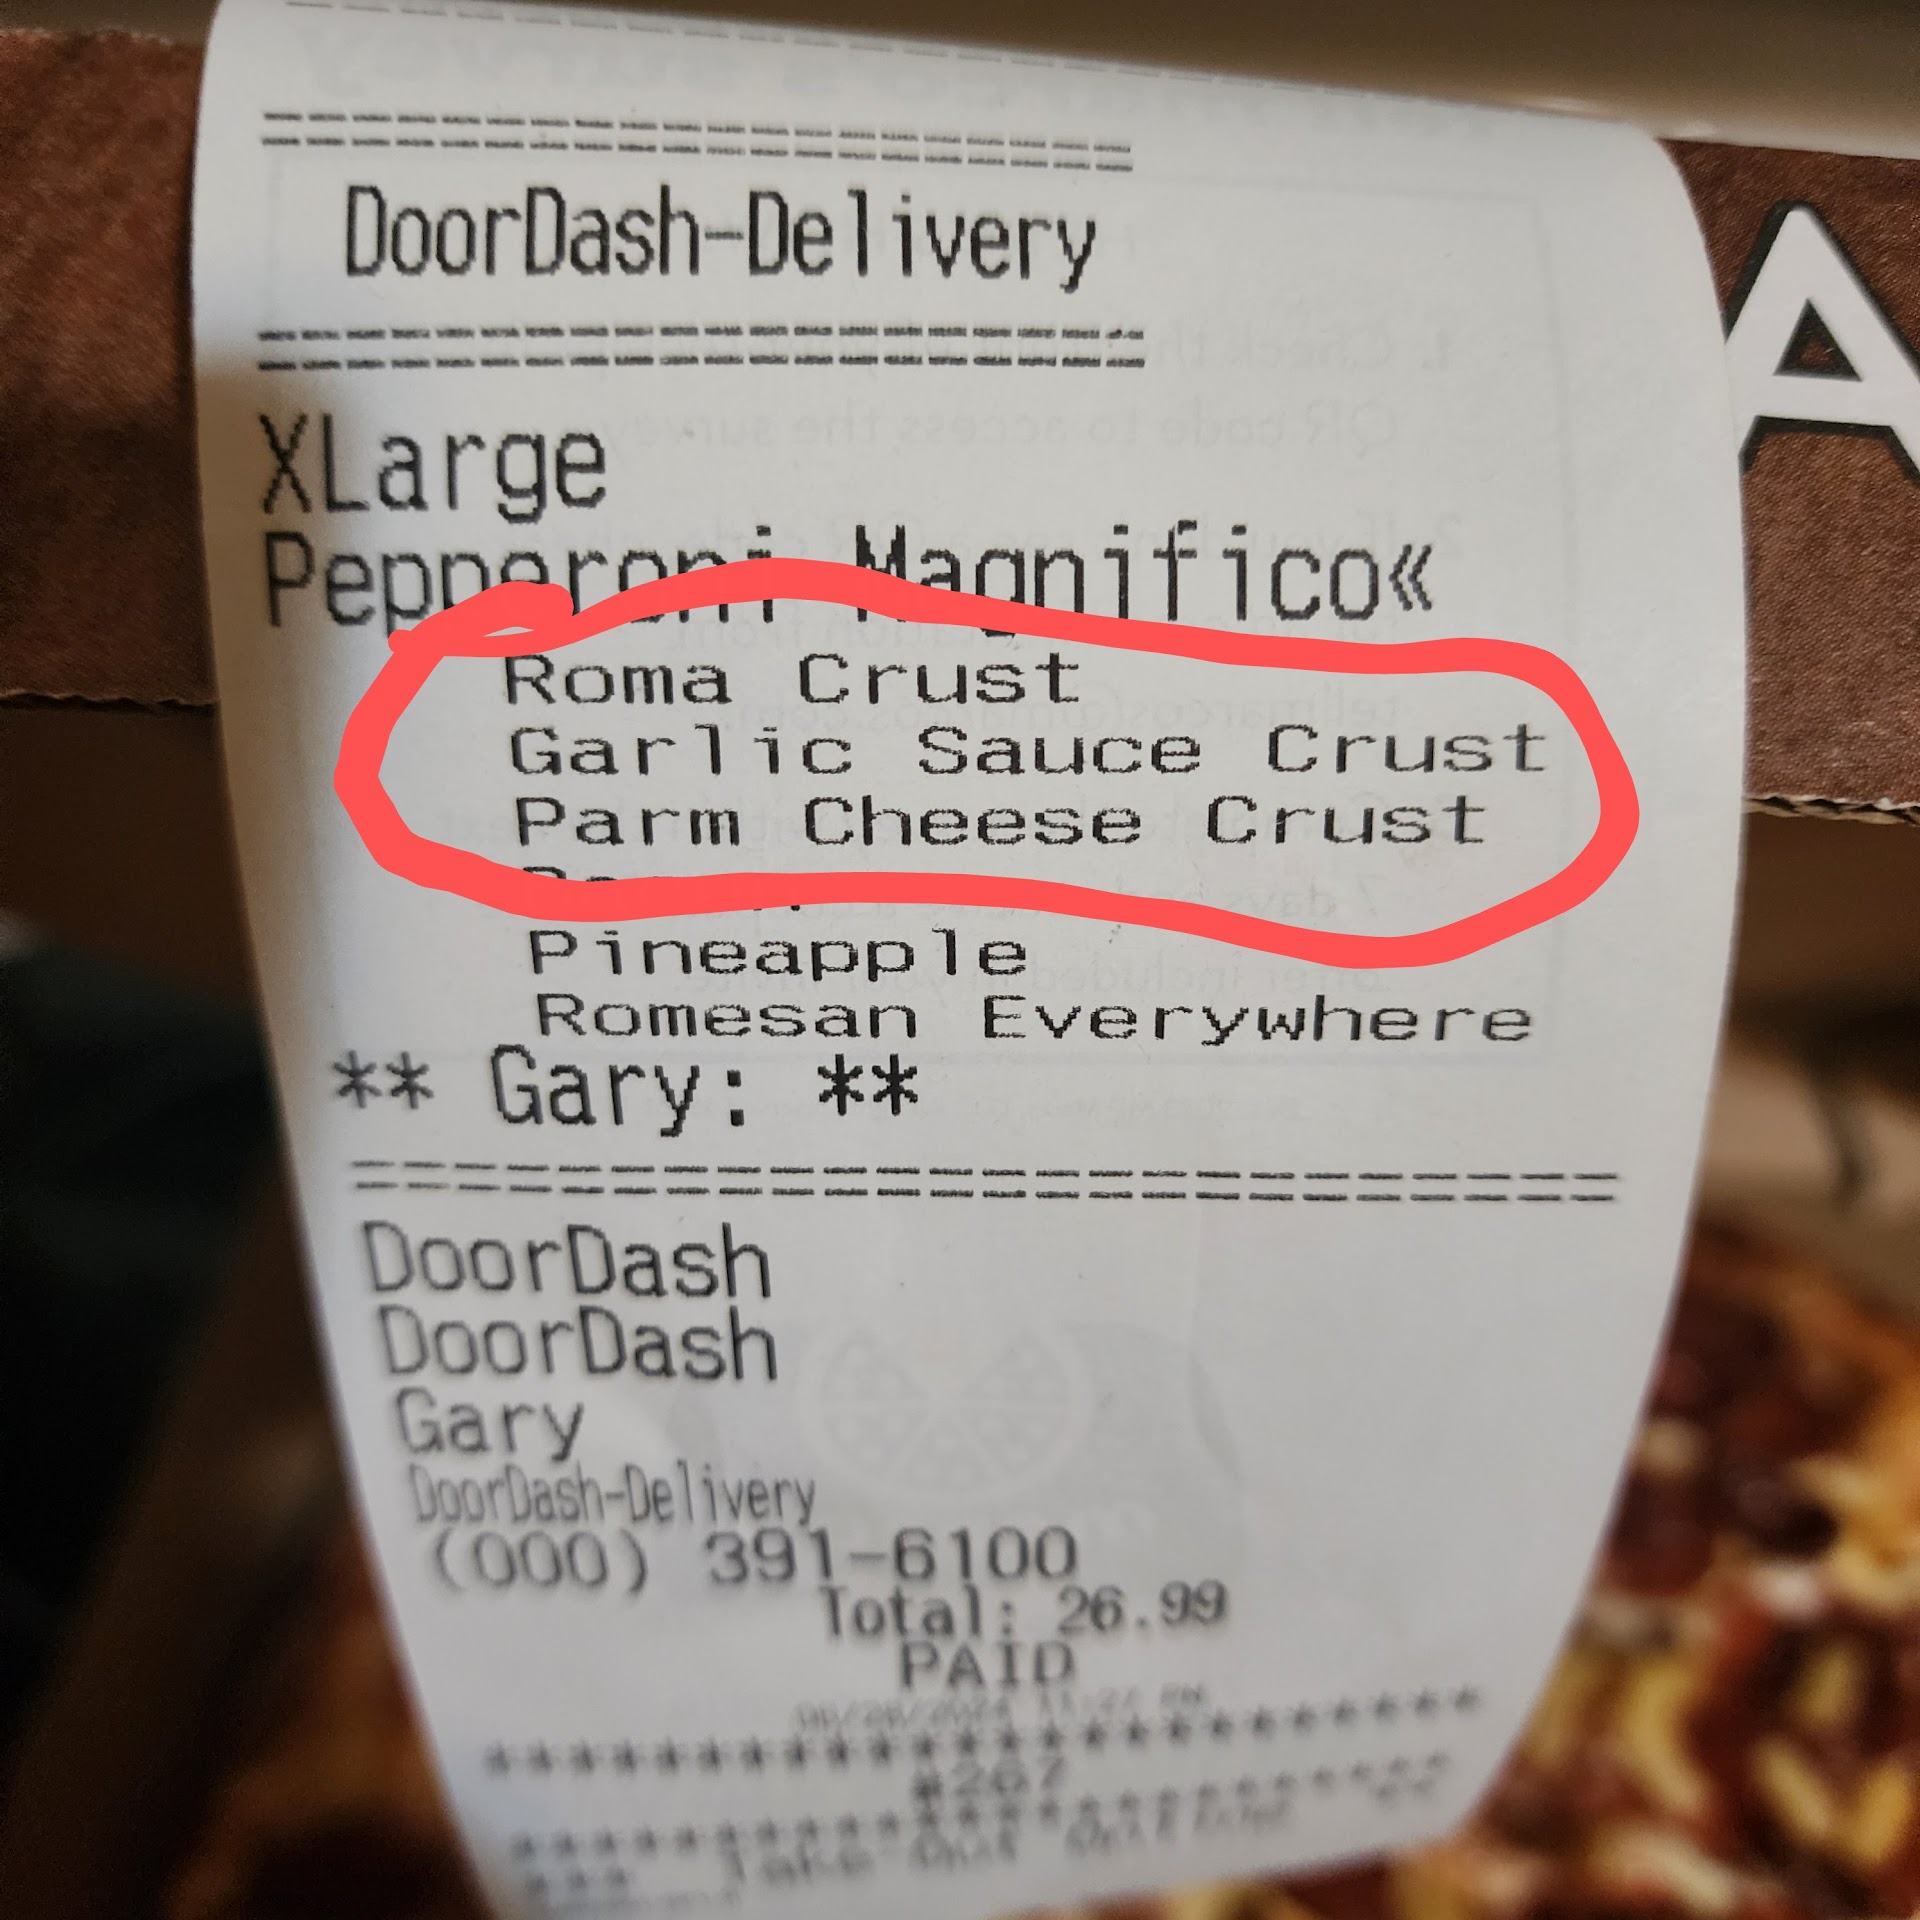 DoorDash-Delivery
XLarge
Pepperoni Magnifico«
Roma Crust
Garlic Sauce Crust
Parm Cheese Crust
Pineapple
Romesan Everywhere
** Gary: **
DoorDash
DoorDash
Gary
DoorDash-Delivery
(000) 391-6100
Total: 26.99
PAID
#267
A